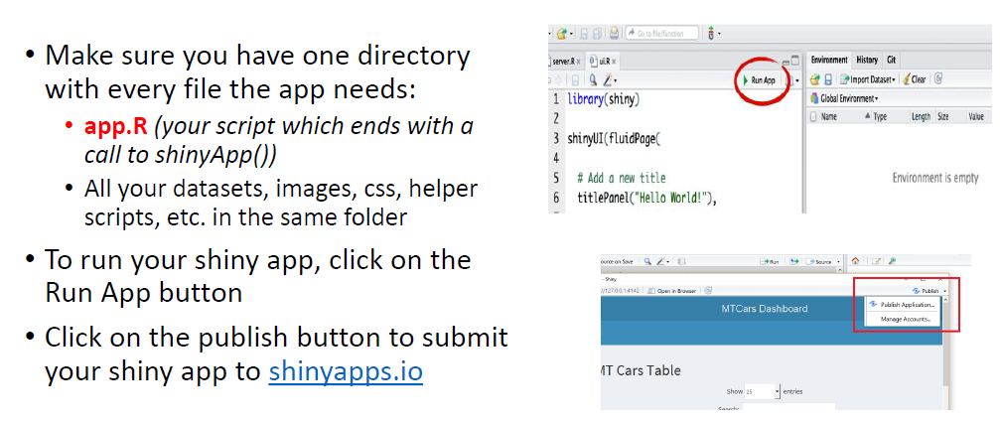 • Make sure you have one directory
with every file the app needs:
• app.R (your script which ends with a
call to shinyApp())
• All your datasets, images, css, helper
scripts, etc. in the same folder
• To run your shiny app, click on the
Run App button
• Click on the publish button to submit
your shiny app to shinyapps.io
Go to file/function
server.R × ui.R ×
Run App
1 library(shiny)
2
3 shinyUI(fluidPage(
4
5 # Add a new title
6 titlePanel("Hello World!"),
Environment History Git
Import Dataset Clear
Global Environment
Name Type Length Size Value
Environment is empty
ource on Save Run Source
- Shiny
//127.0.0.1:4142 Open in Browser Publish
Publish Application...
Manage Accounts...
MTCars Dashboard
MT Cars Table
Show 25 entries
Search: